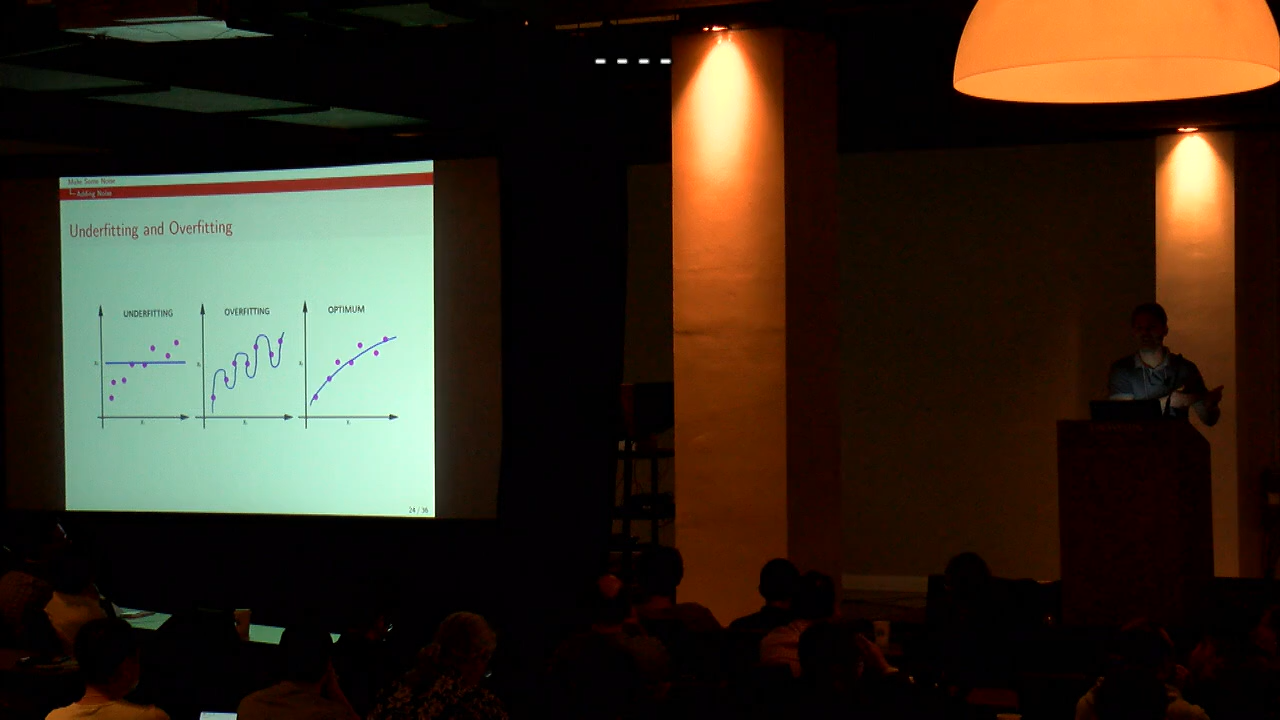 Make Some Noise
Adding Noise
Underfitting and Overfitting
UNDERFITTING
OVERFITTING
OPTIMUM
24 / 36